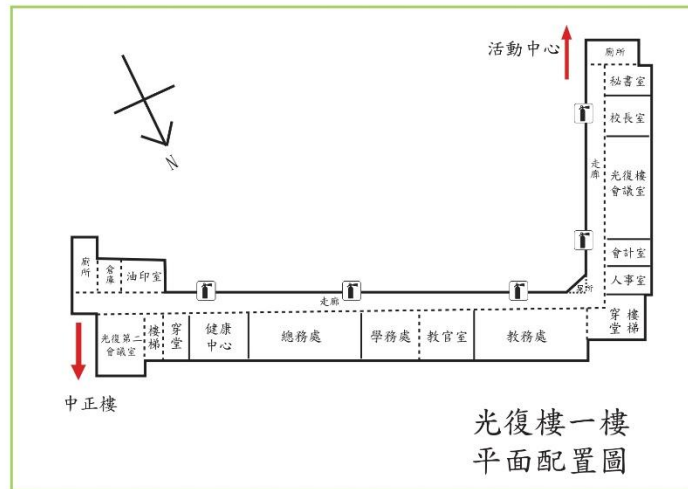 活動中心
廁所
秘書室
校長室
走廊
光復樓
會議室
會計室
人事室
廁所
穿堂
樓梯
N
廁所
倉庫
油印室
走廊
光復第二
會議室
樓梯
穿堂
健康
中心
總務處
學務處
教官室
教務處
中正樓
光復樓一樓
平面配置圖